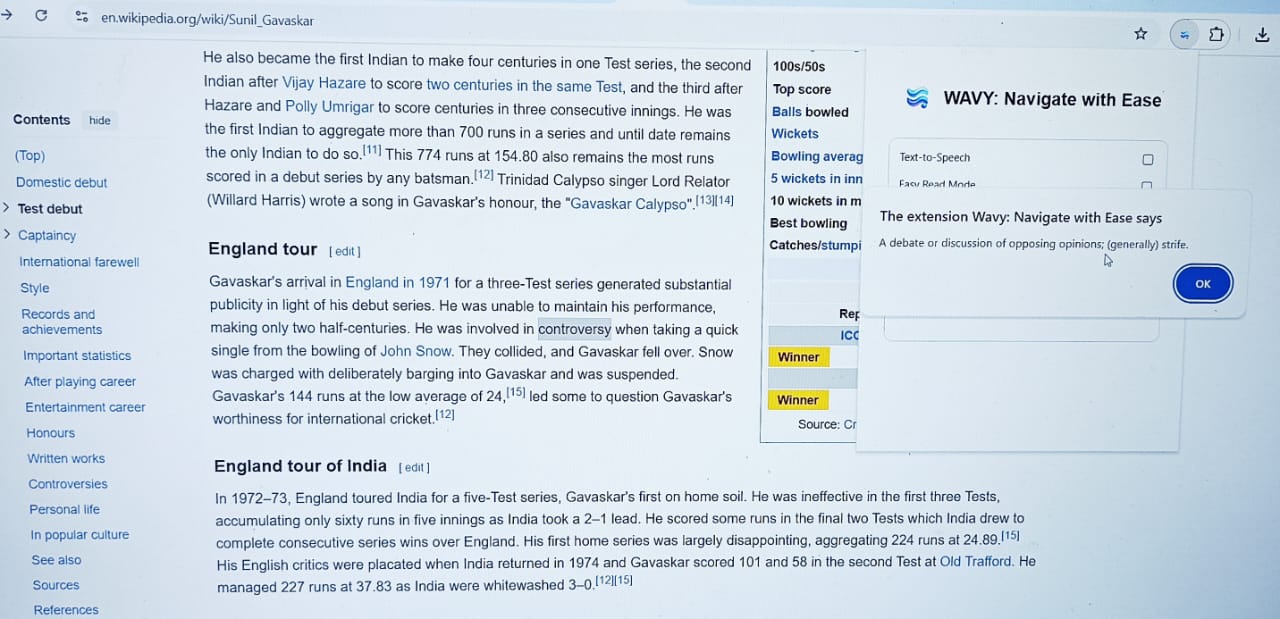 en.wikipedia.org/wiki/Sunil_Gavaskar
Contents hide
(Top)
Domestic debut
Test debut
Captaincy
International farewell
Style
Records and
achievements
Important statistics
After playing career
Entertainment career
Honours
Written works
Controversies
Personal life
In popular culture
See also
Sources
References
He also became the first Indian to make four centuries in one Test series, the second
Indian after Vijay Hazare to score two centuries in the same Test, and the third after
Hazare and Polly Umrigar to score centuries in three consecutive innings. He was
the first Indian to aggregate more than 700 runs in a series and until date remains
the only Indian to do so.[11] This 774 runs at 154.80 also remains the most runs
scored in a debut series by any batsman.[12] Trinidad Calypso singer Lord Relator
(Willard Harris) wrote a song in Gavaskar's honour, the "Gavaskar Calypso".[13][14]
England tour [ edit ]
Gavaskar's arrival in England in 1971 for a three-Test series generated substantial
publicity in light of his debut series. He was unable to maintain his performance,
making only two half-centuries. He was involved in controversy when taking a quick
single from the bowling of John Snow. They collided, and Gavaskar fell over. Snow
was charged with deliberately barging into Gavaskar and was suspended.
Gavaskar's 144 runs at the low average of 24,[15] led some to question Gavaskar's
worthiness for international cricket.[12]
England tour of India [ edit ]
In 1972–73, England toured India for a five-Test series, Gavaskar's first on home soil. He was ineffective in the first three Tests,
accumulating only sixty runs in five innings as India took a 2–1 lead. He scored some runs in the final two Tests which India drew to
complete consecutive series wins over England. His first home series was largely disappointing, aggregating 224 runs at 24.89.[15]
His English critics were placated when India returned in 1974 and Gavaskar scored 101 and 58 in the second Test at Old Trafford. He
managed 227 runs at 37.83 as India were whitewashed 3–0.[12][15]
100s/50s
Top score
Balls bowled
Wickets
Bowling averag
5 wickets in inn
10 wickets in m
Best bowling
Catches/stumpi
Rep
ICC
Winner
Winner
Source: Cr
WAVY: Navigate with Ease
Text-to-Speech
Easy Read Mode
The extension Wavy: Navigate with Ease says
A debate or discussion of opposing opinions; (generally) strife.
OK